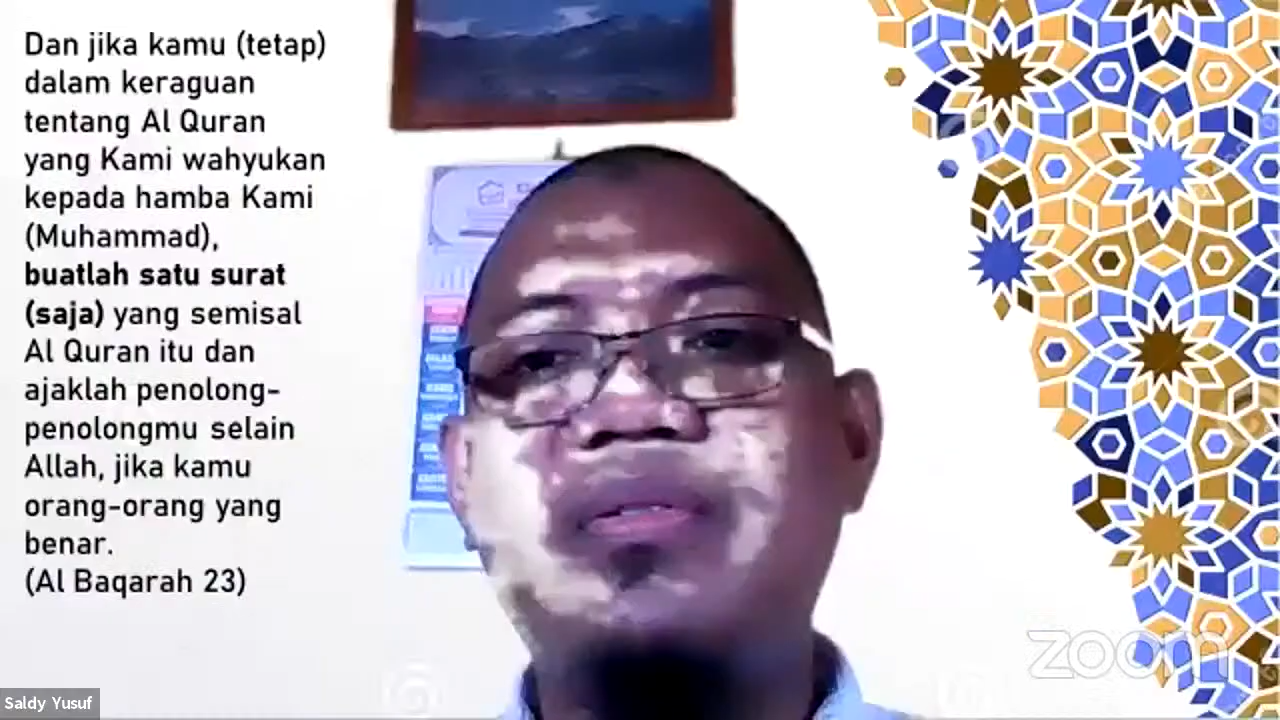 Dan jika kamu (tetap)
dalam keraguan
tentang Al Quran
yang Kami wahyukan
kepada hamba Kami
(Muhammad),
buatlah satu surat
(saja) yang semisal
Al Quran itu dan
ajaklah penolong-
penolongmu selain
Allah, jika kamu
orang-orang yang
benar.
(Al Baqarah 23)
zoom
Saldy Yusuf